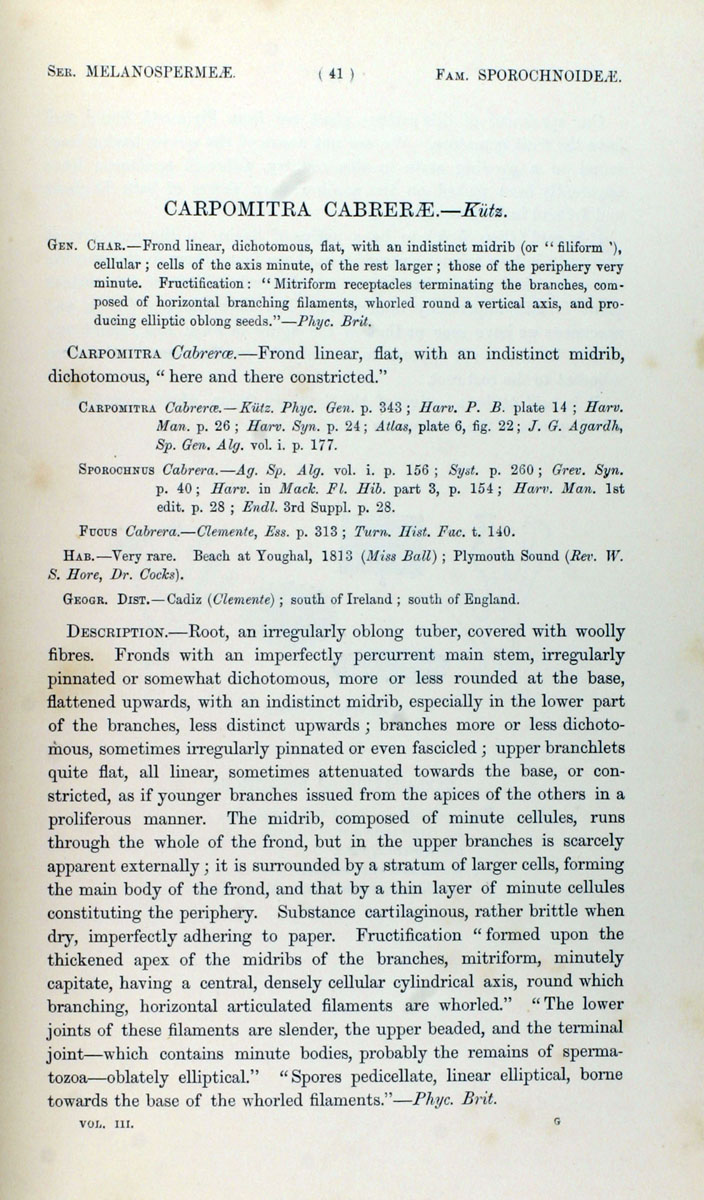 Ser. MELANOSPERMEÆ. ( 41 ) Fam. SPOROCHNOIDEÆ.
CARPOMITRA CABRERÆ.—Kütz.
Gen. Char.—Frond linear, dichotomous, flat, with an indistinct midrib (or “ filiform ’),
cellular ; cells of the axis minute, of the rest larger ; those of the periphery very
minute. Fructification : “ Mitriform receptacles terminating the branches, com-
posed of horizontal branching filaments, whorled round a vertical axis, and pro-
ducing elliptic oblong seeds.”—Phyc. Brit.
Carpomitra Cabreræ.—Frond linear, flat, with an indistinct midrib,
dichotomous, “ here and there constricted.”
Carpomitra Cabreræ.—Kütz. Phyc. Gen. p. 343 ; Harv. P. B. plate 14 ; Harv.
Man. p. 26 ; Harv. Syn. p. 24 ; Atlas, plate 6, fig. 22 ; J. G. Agardh,
Sp. Gen. Alg. vol. i. p. 177.
Sporochnus Cabrera.—Ag. Sp. Alg. vol. i. p. 156 ; Syst. p. 260 ; Grev. Syn.
p. 40 ; Harv. in Mack. Fl. Hib. part 3, p. 154 ; Harv. Man. 1st
edit. p. 28 ; Endl. 3rd Suppl. p. 28.
Fucus Cabrera.—Clemente, Ess. p. 313 ; Turn. Hist. Fuc. t. 140.
Hab.—Very rare. Beach at Youghal, 1813 (Miss Ball) ; Plymouth Sound (Rev. W.
S. Hore, Dr. Cocks).
Geogr. Dist.—Cadiz (Clemente) ; south of Ireland ; south of England.
Description.—Root, an irregularly oblong tuber, covered with woolly
fibres. Fronds with an imperfectly percurrent main stem, irregularly
pinnated or somewhat dichotomous, more or less rounded at the base,
flattened upwards, with an indistinct midrib, especially in the lower part
of the branches, less distinct upwards ; branches more or less dichoto-
mous, sometimes irregularly pinnated or even fascicled ; upper branchlets
quite flat, all linear, sometimes attenuated towards the base, or con-
stricted, as if younger branches issued from the apices of the others in a
proliferous manner. The midrib, composed of minute cellules, runs
through the whole of the frond, but in the upper branches is scarcely
apparent externally ; it is surrounded by a stratum of larger cells, forming
the main body of the frond, and that by a thin layer of minute cellules
constituting the periphery. Substance cartilaginous, rather brittle when
dry, imperfectly adhering to paper. Fructification “ formed upon the
thickened apex of the midribs of the branches, mitriform, minutely
capitate, having a central, densely cellular cylindrical axis, round which
branching, horizontal articulated filaments are whorled.” “ The lower
joints of these filaments are slender, the upper beaded, and the terminal
joint—which contains minute bodies, probably the remains of sperma-
tozoa—oblately elliptical.” “ Spores pedicellate, linear elliptical, borne
towards the base of the whorled filaments.”—Phyc. Brit.
VOL. III. G